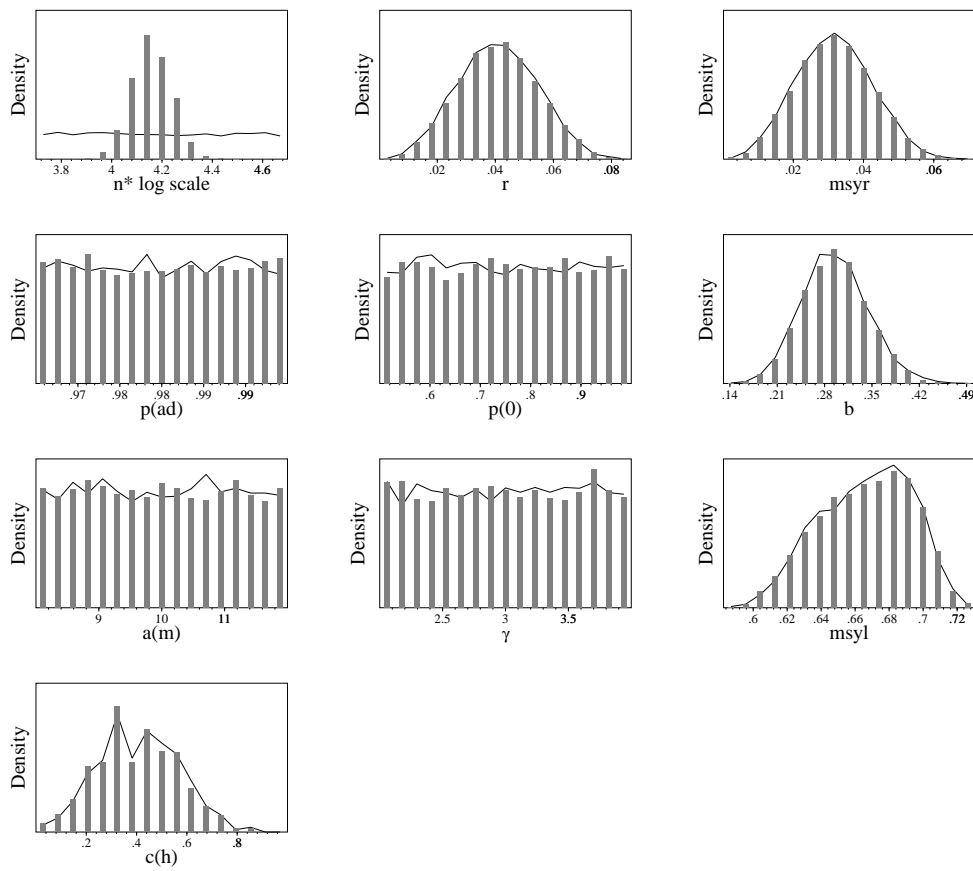 Density
3.8 4 4.2 4.4 4.6
n* log scale
Density
.02 .04 .06 .08
r
Density
.02 .04 .06
msyr
Density
.97 .98 .98 .99 .99
p(ad)
Density
.6 .7 .8 .9
p(0)
Density
.14 .21 .28 .35 .42 .49
b
Density
9 10 11
a(m)
Density
2.5 3 3.5
γ
Density
.6 .62 .64 .66 .68 .7 .72
msyl
Density
.2 .4 .6 .8
c(h)